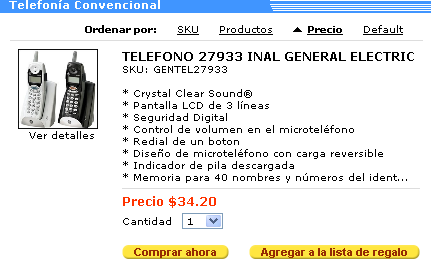 Telefonía Convencional
Ordenar por: SKU Productos Precio Default
TELEFONO 27933 INAL GENERAL ELECTRIC
SKU: GENTEL27933
* Crystal Clear Sound®
* Pantalla LCD de 3 líneas
* Seguridad Digital
* Control de volumen en el microteléfono
* Redial de un boton
* Diseño de microteléfono con carga reversible
* Indicador de pila descargada
* Memoria para 40 nombres y números del ident...
Ver detalles
Precio $34.20
Cantidad 1
Comprar ahora Agregar a la lista de regalo